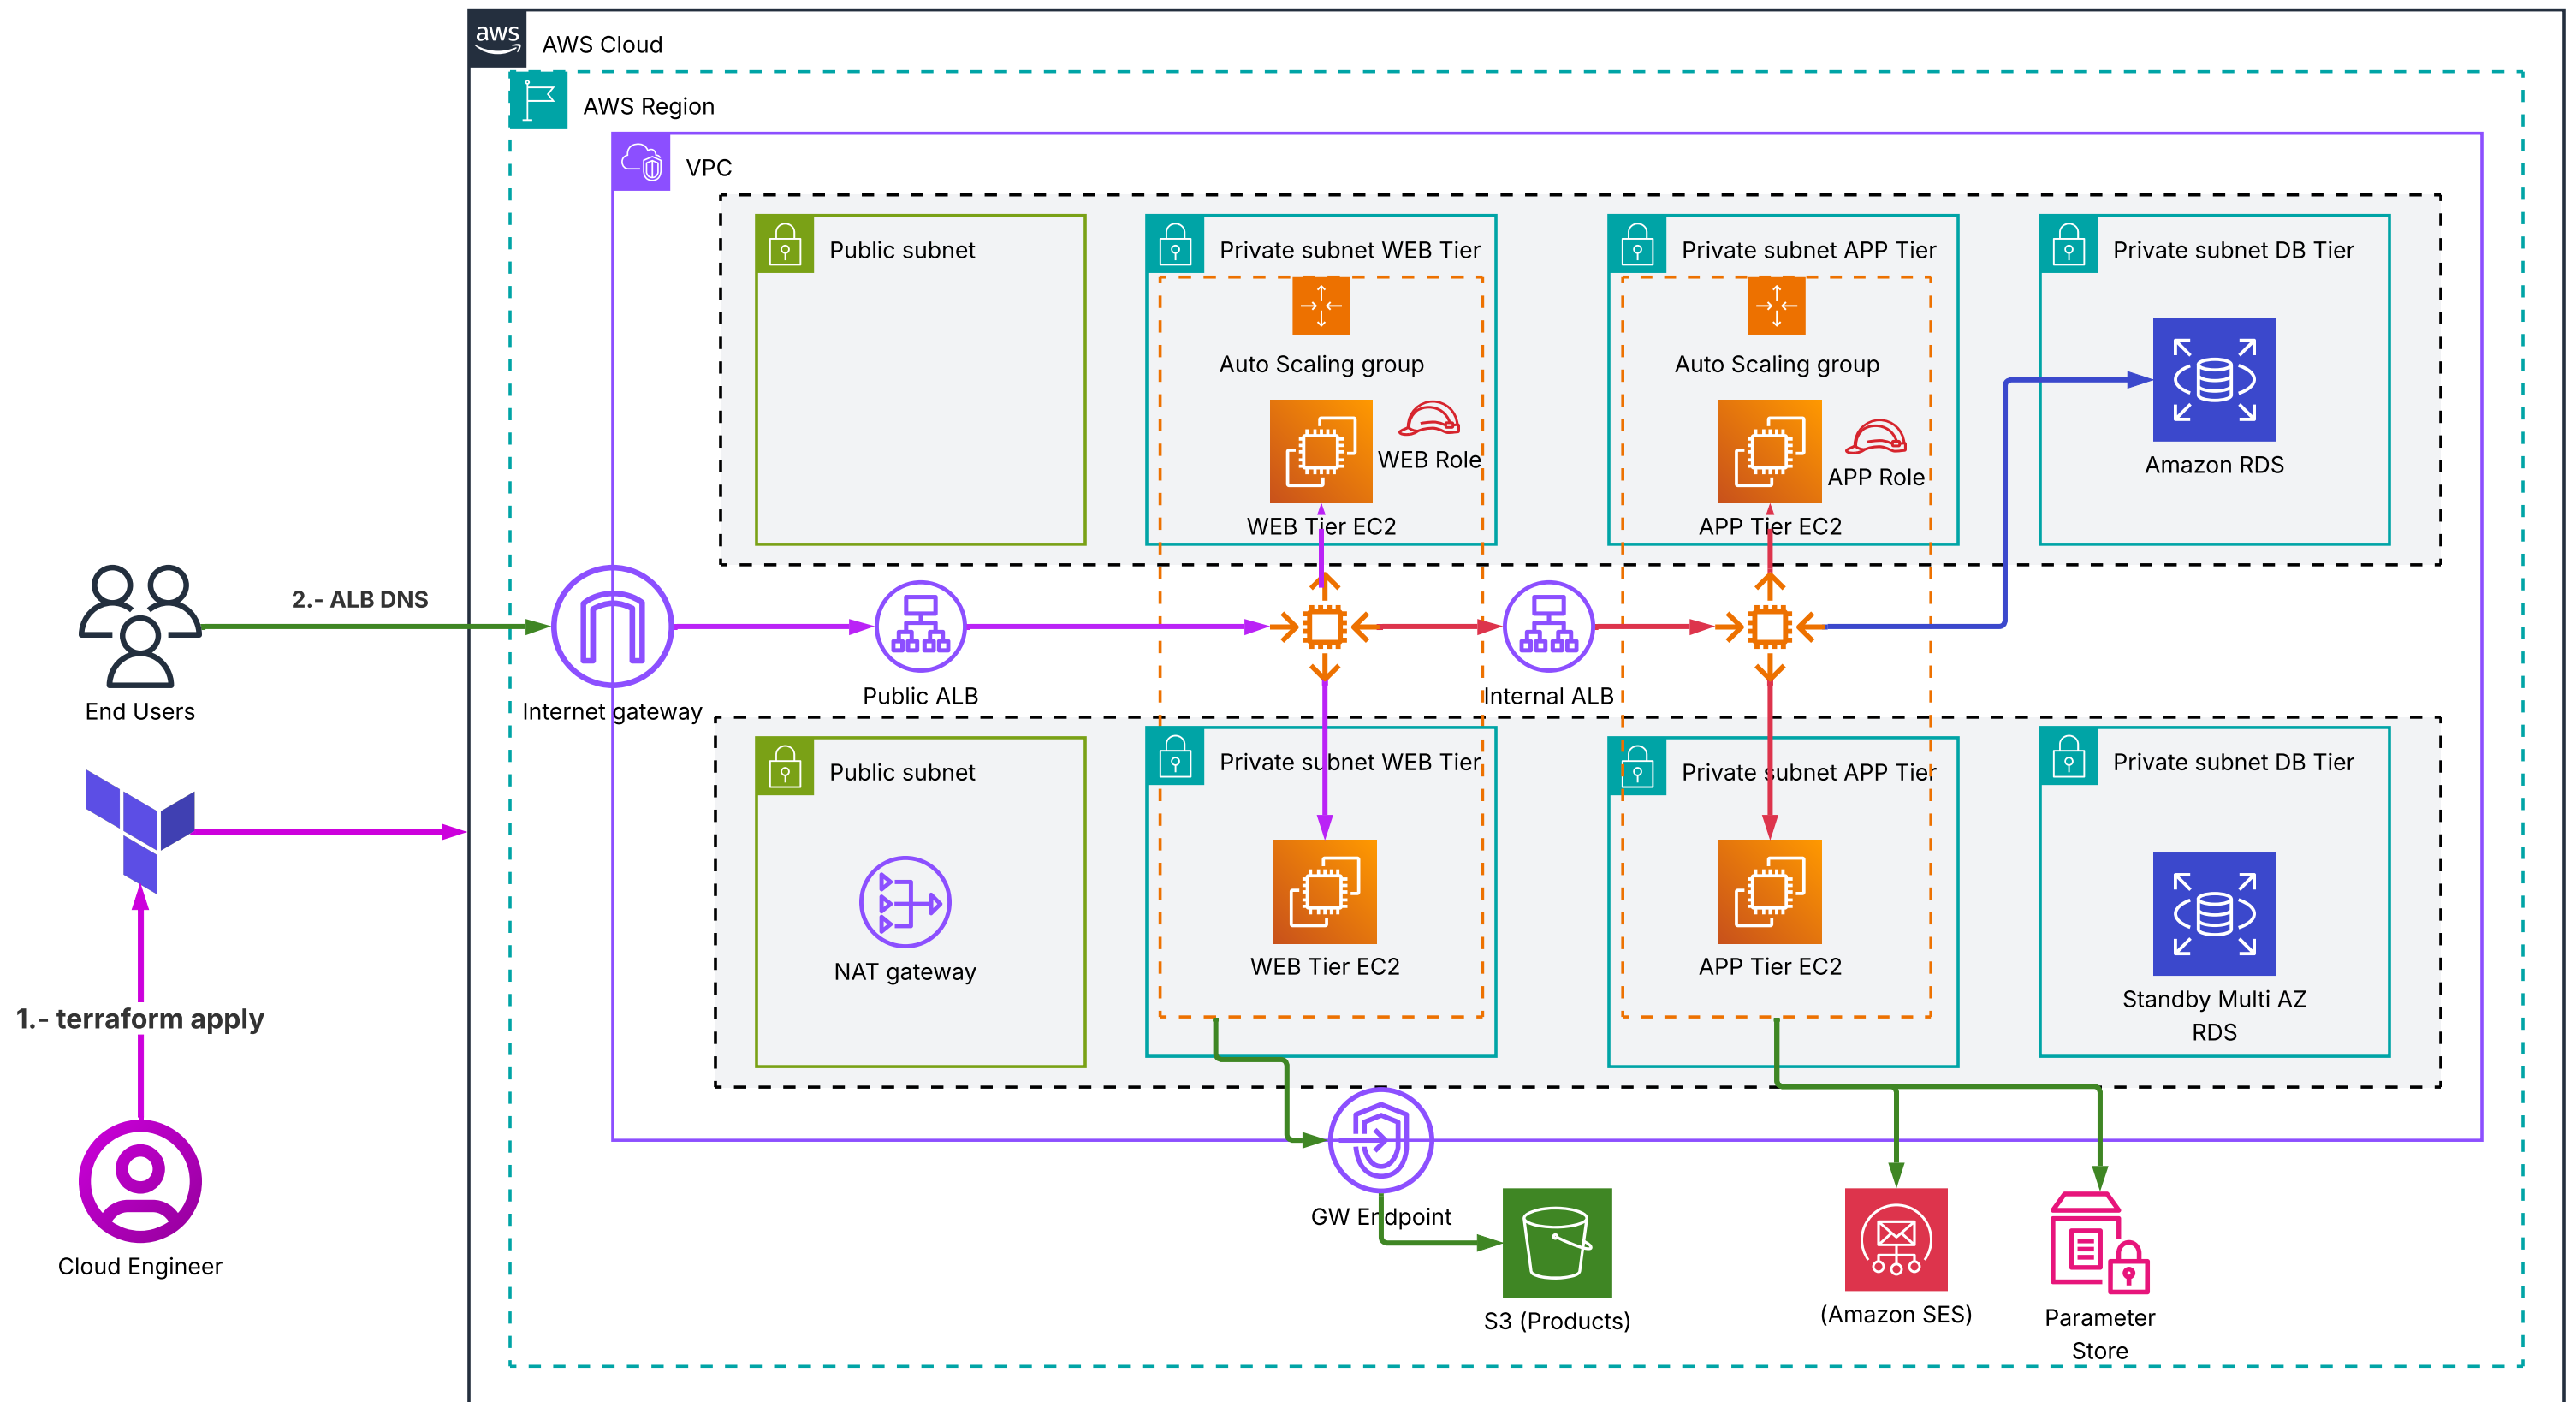 aws
AWS Cloud
AWS Region
VPC
Public subnet
Private subnet WEB Tier
Private subnet APP Tier
Private subnet DB Tier
Auto Scaling group
Auto Scaling group
WEB Role
APP Role
Amazon RDS
WEB Tier EC2
APP Tier EC2
2.- ALB DNS
End Users
Internet gateway
Public ALB
Internal ALB
Public subnet
Private subnet WEB Tier
Private subnet APP Tier
Private subnet DB Tier
NAT gateway
WEB Tier EC2
APP Tier EC2
Standby Multi AZ
RDS
1.- terraform apply
Cloud Engineer
GW Endpoint
S3 (Products)
(Amazon SES)
Parameter
Store